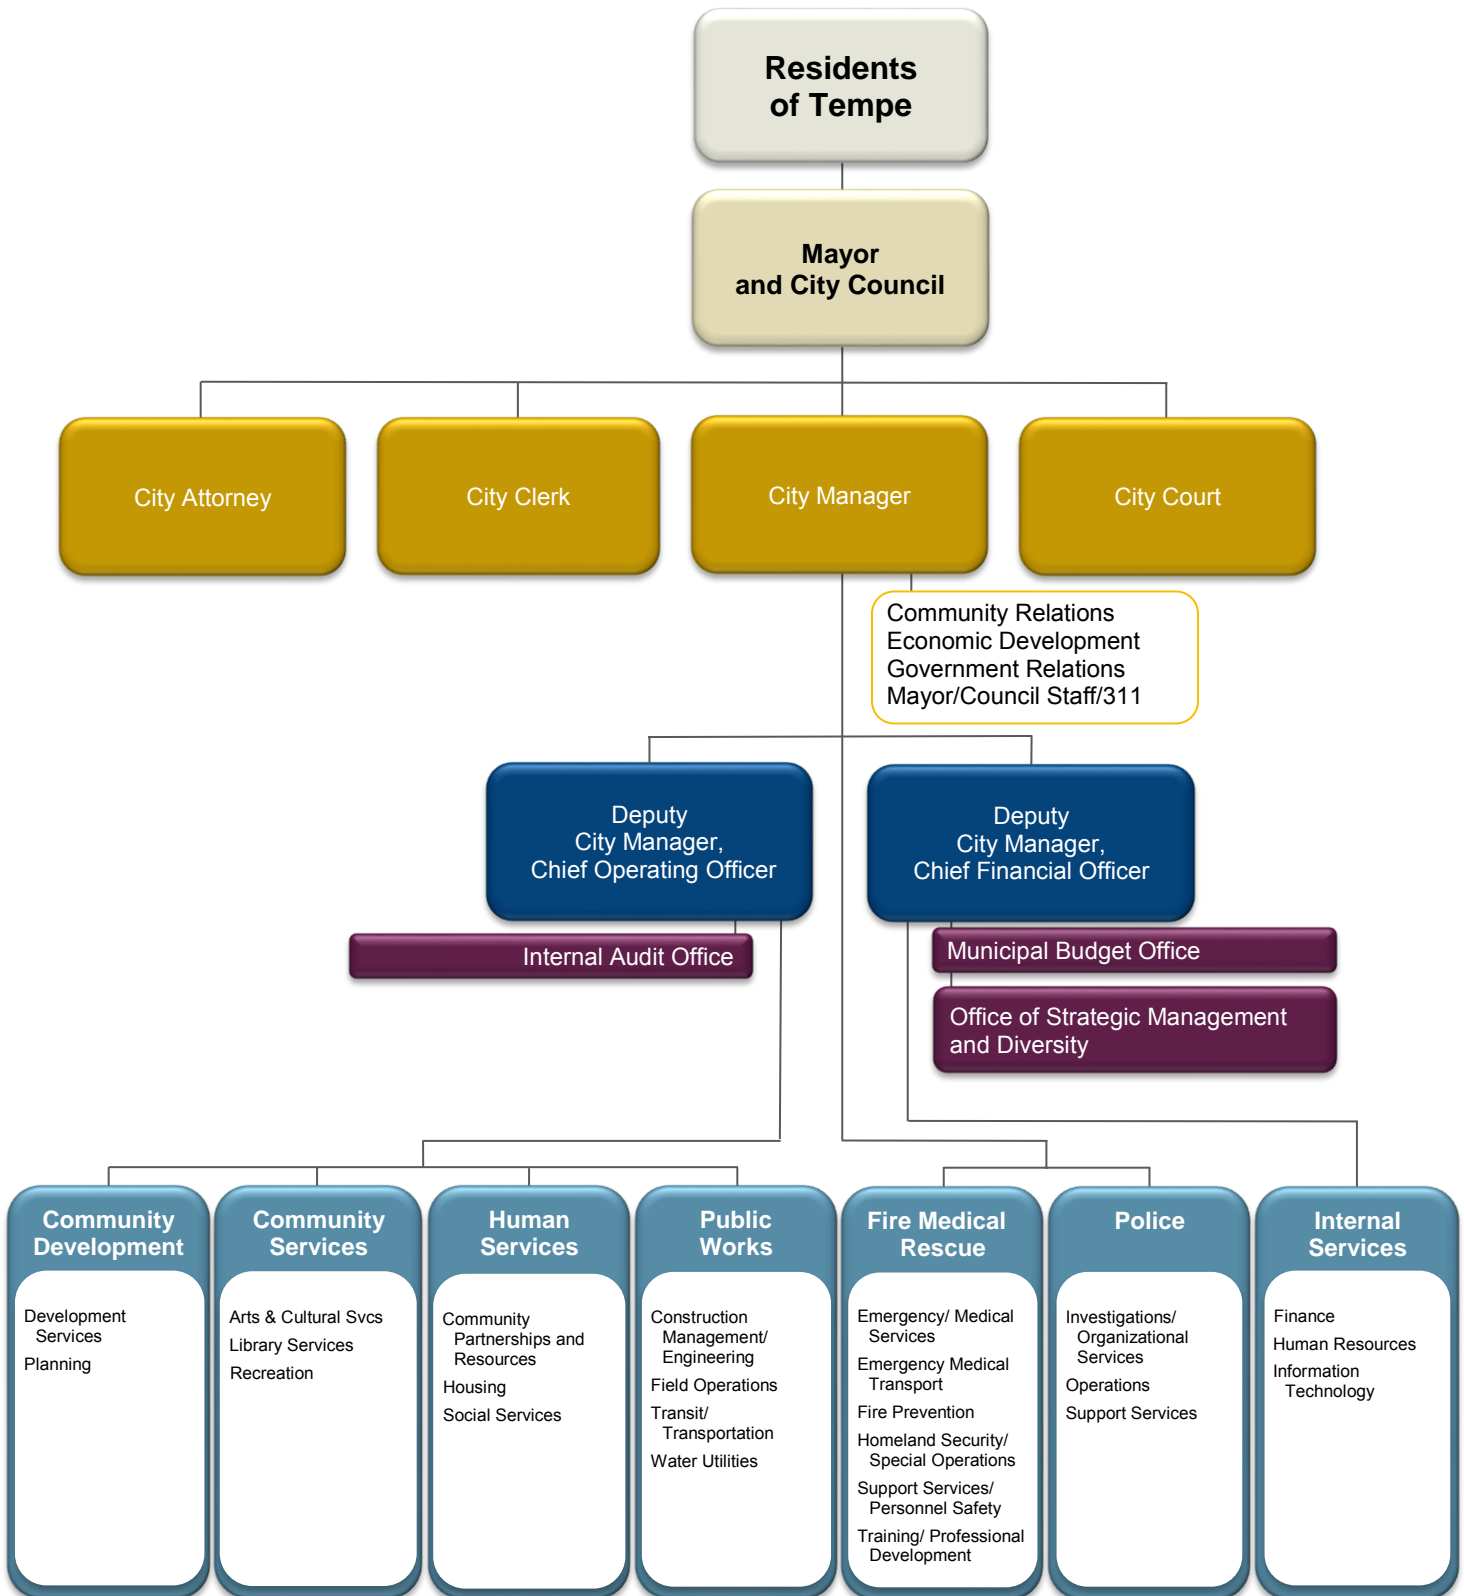 Residents
of Tempe
Mayor
and City Council
City Attorney
City Clerk
City Manager
City Court
Community Relations
Economic Development
Government Relations
Mayor/Council Staff/311
Deputy
City Manager,
Chief Operating Officer
Deputy
City Manager,
Chief Financial Officer
Internal Audit Office
Municipal Budget Office
Office of Strategic Management
and Diversity
Community
Development
Development
Services
Planning
Community
Services
Arts & Cultural Svcs
Library Services
Recreation
Human
Services
Community
Partnerships and
Resources
Housing
Social Services
Public
Works
Construction
Management/
Engineering
Field Operations
Transit/
Transportation
Water Utilities
Fire Medical
Rescue
Emergency/ Medical
Services
Emergency Medical
Transport
Fire Prevention
Homeland Security/
Special Operations
Support Services/
Personnel Safety
Training/ Professional
Development
Police
Investigations/
Organizational
Services
Operations
Support Services
Internal
Services
Finance
Human Resources
Information
Technology